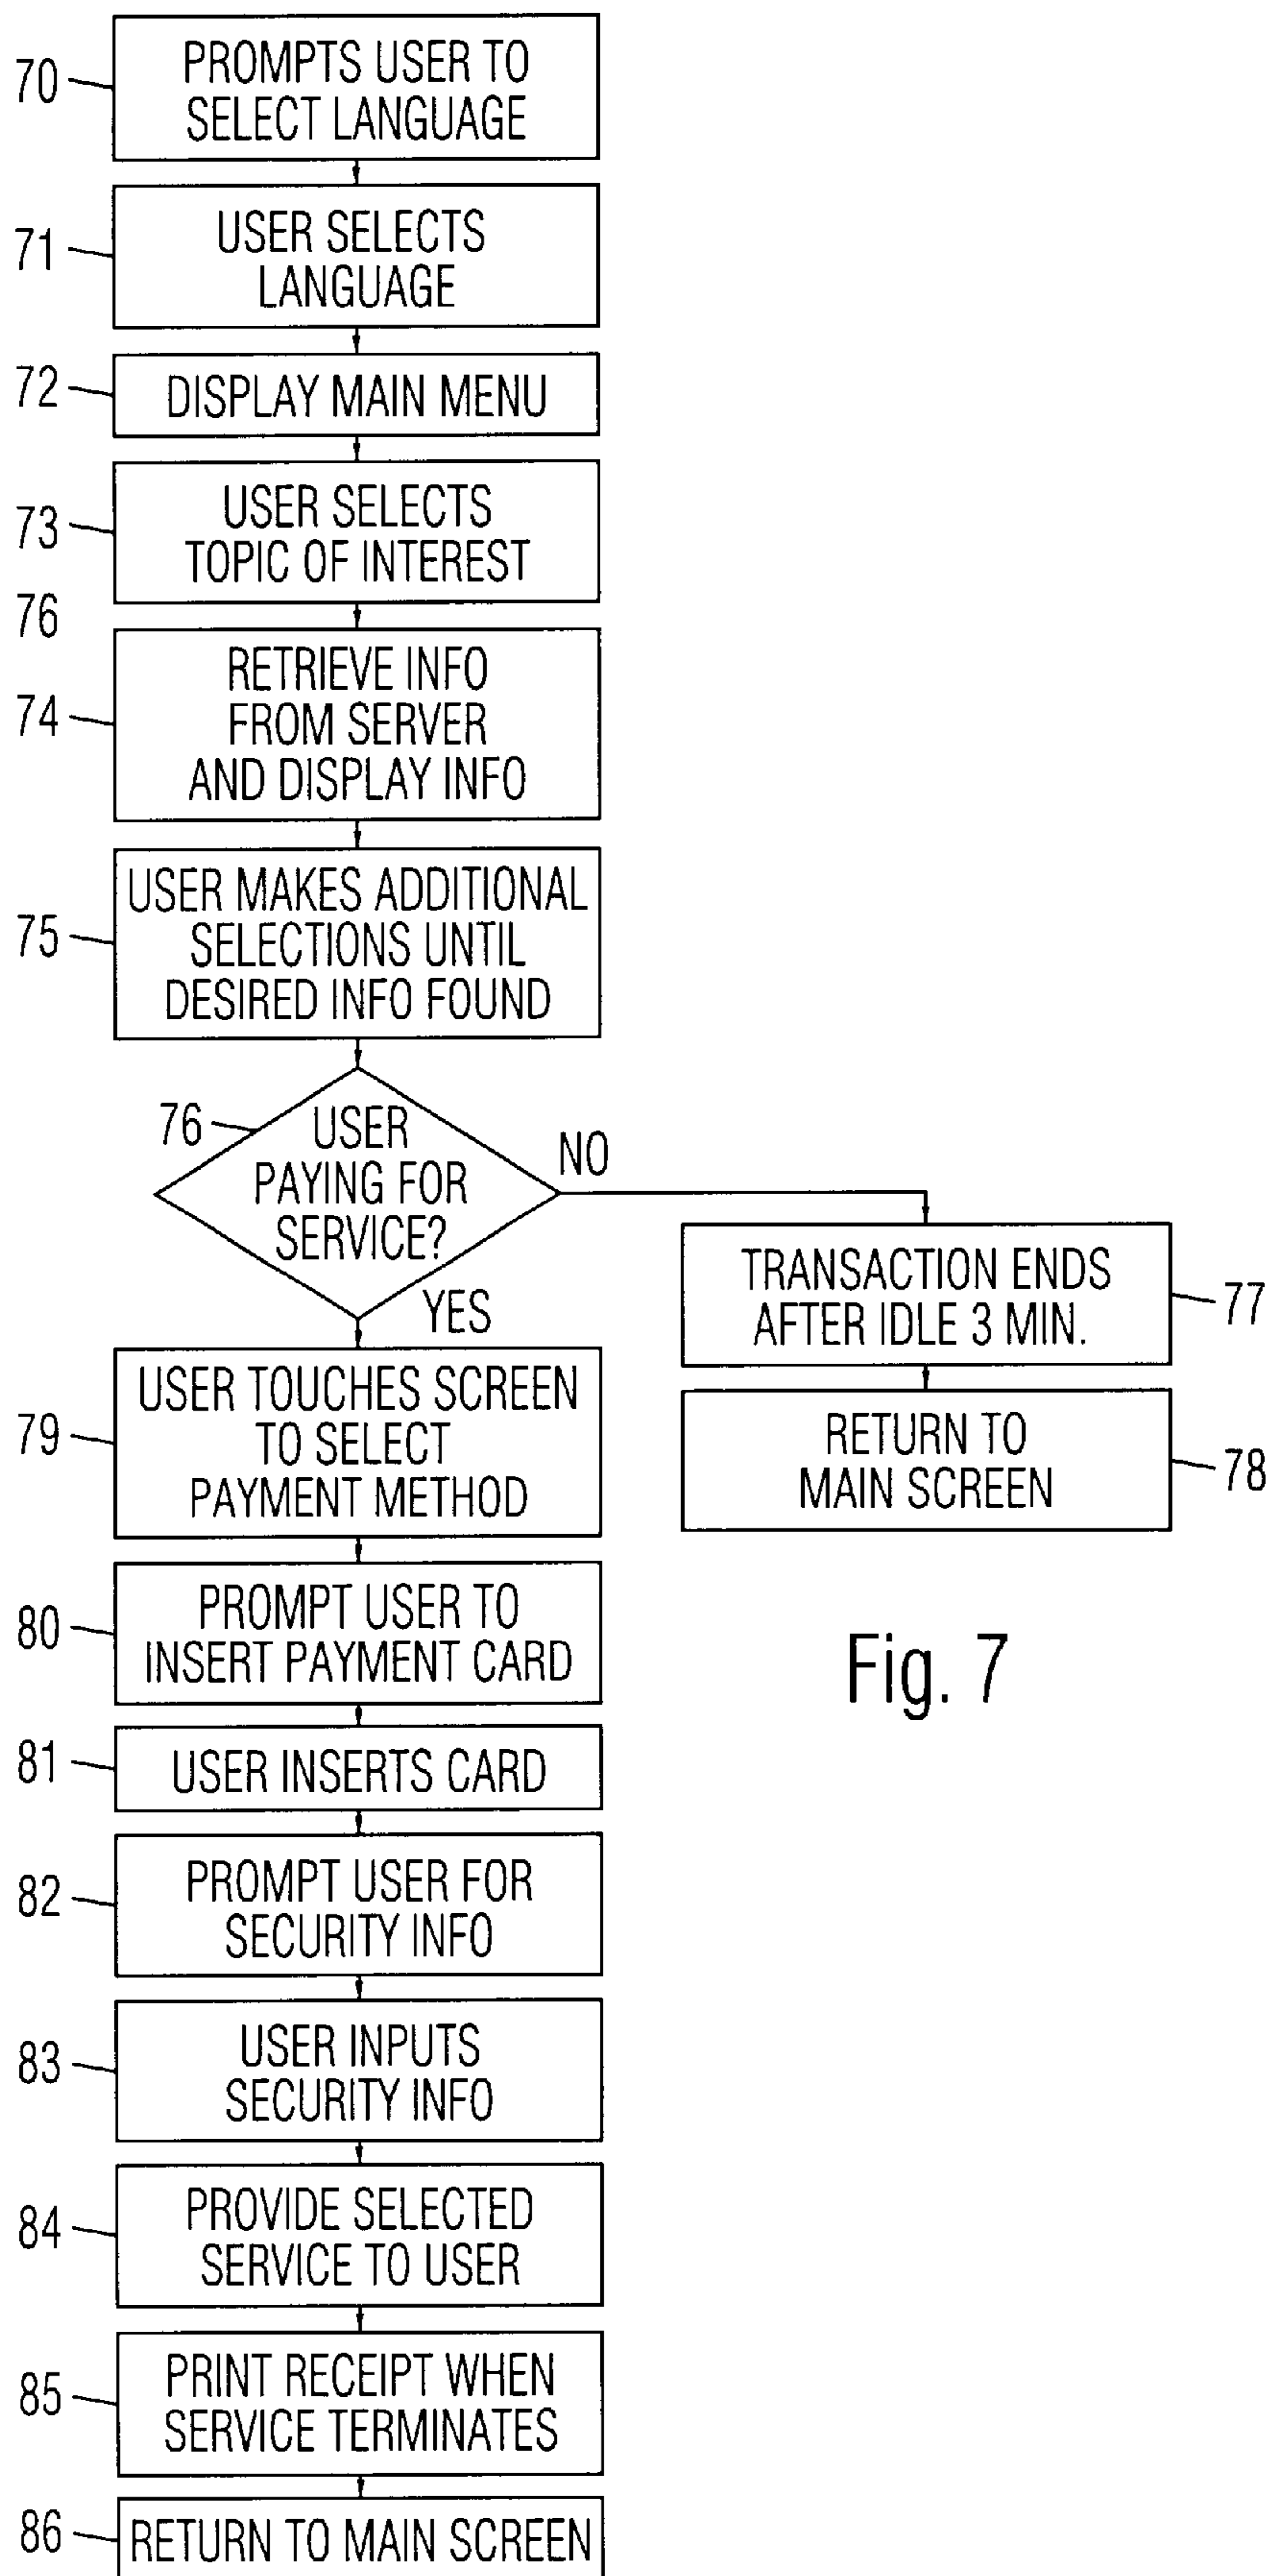 70
PROMPTS USER TO
SELECT LANGUAGE
71
USER SELECTS
LANGUAGE
72
DISPLAY MAIN MENU
73
USER SELECTS
TOPIC OF INTEREST
76
74
RETRIEVE INFO
FROM SERVER
AND DISPLAY INFO
75
USER MAKES ADDITIONAL
SELECTIONS UNTIL
DESIRED INFO FOUND
76
USER
PAYING FOR
SERVICE?
NO
YES
TRANSACTION ENDS
AFTER IDLE 3 MIN.
77
RETURN TO
MAIN SCREEN
78
79
USER TOUCHES SCREEN
TO SELECT
PAYMENT METHOD
80
PROMPT USER TO
INSERT PAYMENT CARD
81
USER INSERTS CARD
82
PROMPT USER FOR
SECURITY INFO
83
USER INPUTS
SECURITY INFO
84
PROVIDE SELECTED
SERVICE TO USER
85
PRINT RECEIPT WHEN
SERVICE TERMINATES
86
RETURN TO MAIN SCREEN
Fig. 7